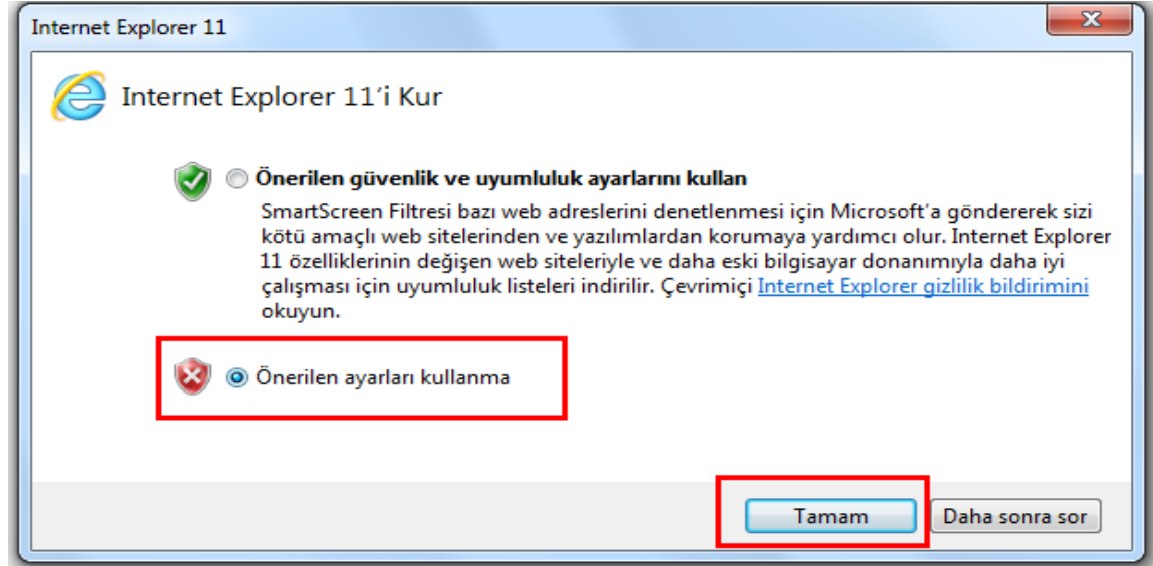 Internet Explorer 11
Internet Explorer 11'i Kur
Önerilen güvenlik ve uyumluluk ayarlarını kullan
SmartScreen Filtresi bazı web adreslerini denetlenmesi için Microsoft'a göndererek sizi
kötü amaçlı web sitelerinden ve yazılımlardan korumaya yardımcı olur. Internet Explorer
11 özelliklerinin değişen web siteleriyle ve daha eski bilgisayar donanımıyla daha iyi
çalışması için uyumluluk listeleri indirilir. Çevrimiçi Internet Explorer gizlilik bildirimini
okuyun.
Önerilen ayarları kullanma
Tamam
Daha sonra sor